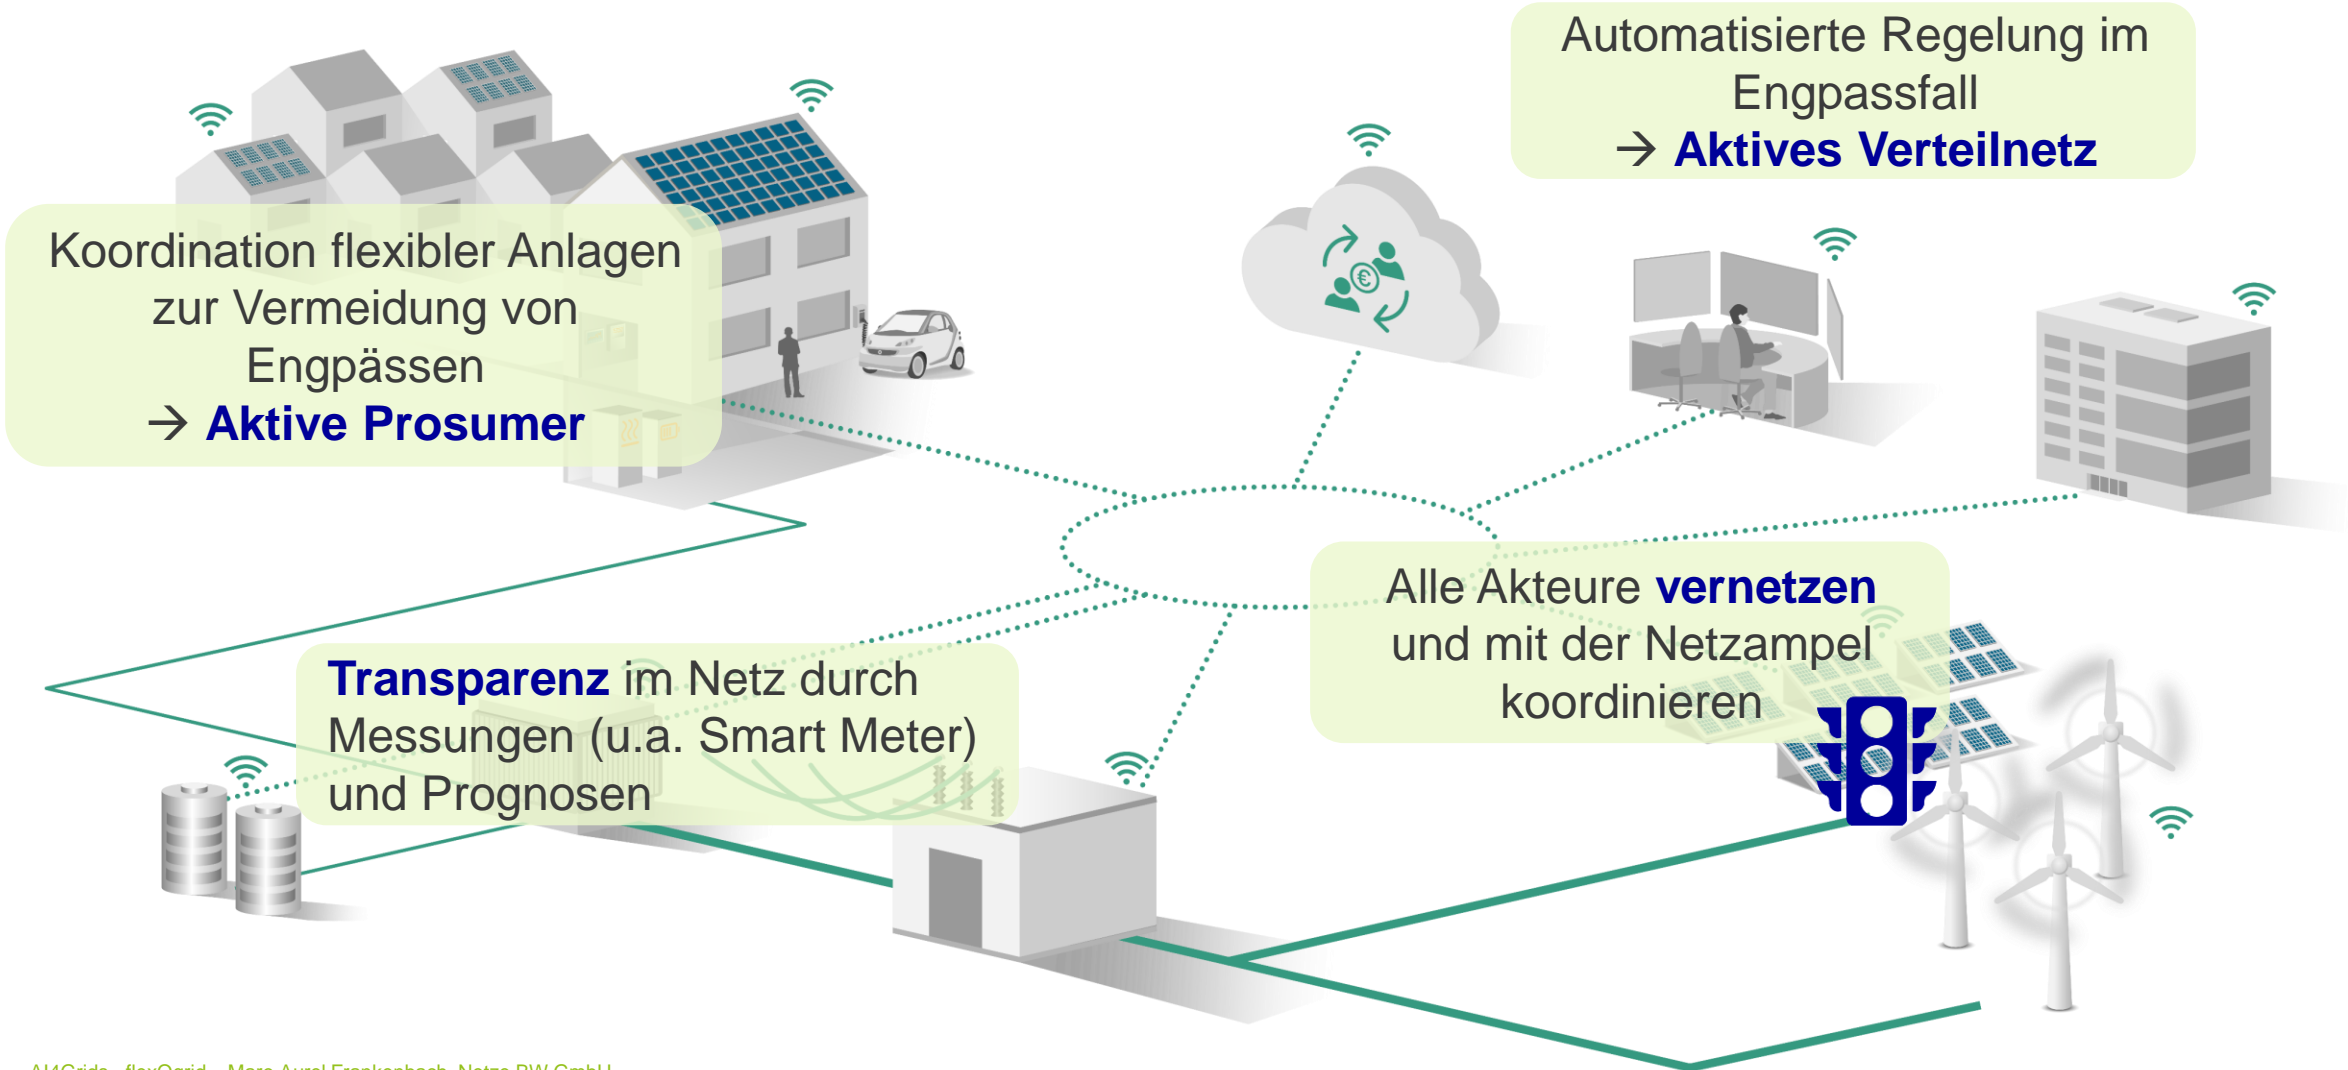 Automatisierte Regelung im
Engpassfall
→ Aktives Verteilnetz
Koordination flexibler Anlagen
zur Vermeidung von
Engpässen
→ Aktive Prosumer
€
Alle Akteure vernetzen
und mit der Netzampel
koordinieren
Transparenz im Netz durch
Messungen (u.a. Smart Meter)
und Prognosen